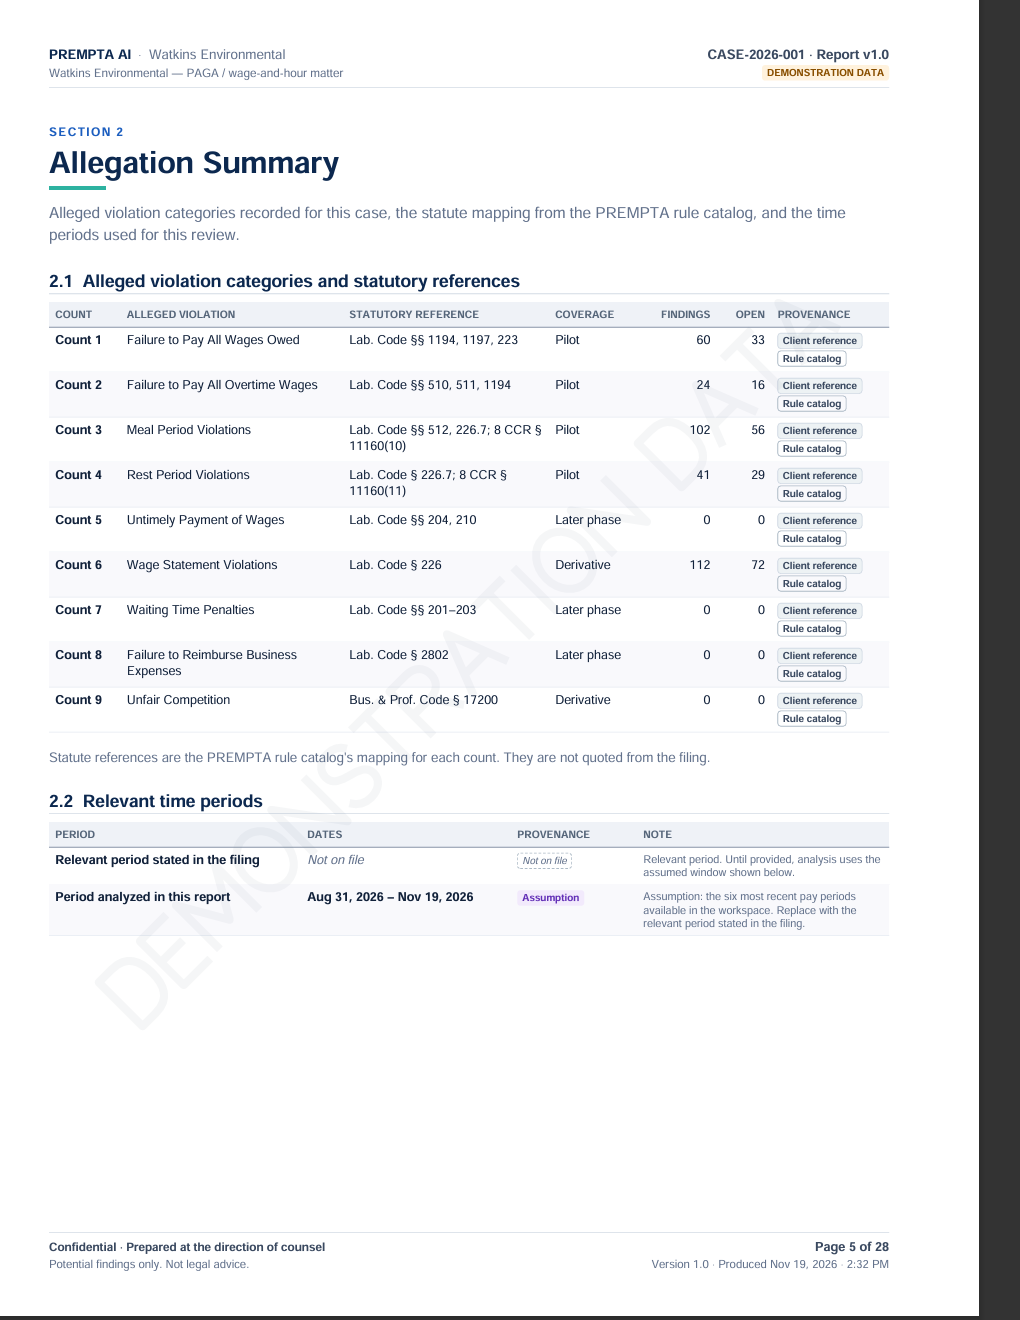 PREMPTA AI · Watkins Environmental
CASE-2026-001 · Report v1.0
Watkins Environmental — PAGA / wage-and-hour matter
DEMONSTRATION DATA
SECTION 2
Allegation Summary
Alleged violation categories recorded for this case, the statute mapping from the PREMPTA rule catalog, and the time
periods used for this review.
2.1 Alleged violation categories and statutory references
COUNT ALLEGED VIOLATION STATUTORY REFERENCE COVERAGE FINDINGS OPEN PROVENANCE
Count 1 Failure to Pay All Wages Owed Lab. Code §§ 1194, 1197, 223 Pilot 60 33 Client reference
Rule catalog
Count 2 Failure to Pay All Overtime Wages Lab. Code §§ 510, 511, 1194 Pilot 24 16 Client reference
Rule catalog
Count 3 Meal Period Violations Lab. Code §§ 512, 226.7; 8 CCR § Pilot 102 56 Client reference
11160(10) Rule catalog
Count 4 Rest Period Violations Lab. Code § 226.7; 8 CCR § Pilot 41 29 Client reference
11160(11) Rule catalog
Count 5 Untimely Payment of Wages Lab. Code §§ 204, 210 Later phase 0 0 Client reference
Rule catalog
Count 6 Wage Statement Violations Lab. Code § 226 Derivative 112 72 Client reference
Rule catalog
Count 7 Waiting Time Penalties Lab. Code §§ 201–203 Later phase 0 0 Client reference
Rule catalog
Count 8 Failure to Reimburse Business Lab. Code § 2802 Later phase 0 0 Client reference
Expenses Rule catalog
Count 9 Unfair Competition Bus. & Prof. Code § 17200 Derivative 0 0 Client reference
Rule catalog
Statute references are the PREMPTA rule catalog's mapping for each count. They are not quoted from the filing.
2.2 Relevant time periods
PERIOD DATES PROVENANCE NOTE
Relevant period stated in the filing Not on file Not on file Relevant period. Until provided, analysis uses the
assumed window shown below.
Period analyzed in this report Aug 31, 2026 – Nov 19, 2026 Assumption Assumption: the six most recent pay periods
available in the workspace. Replace with the
relevant period stated in the filing.
DEMONSTRATION DATA
Confidential · Prepared at the direction of counsel
Page 5 of 28
Potential findings only. Not legal advice.
Version 1.0 · Produced Nov 19, 2026 · 2:32 PM